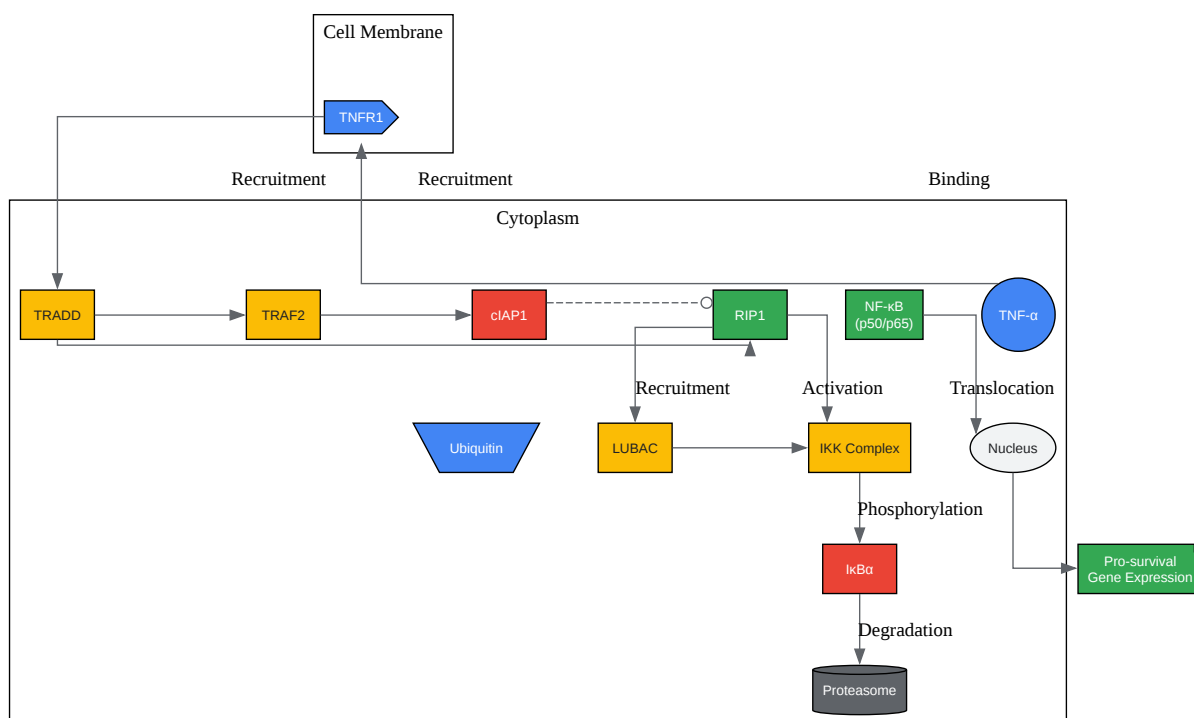 Cell Membrane
TNFR1
Recruitment
Recruitment
Binding
Cytoplasm
TRADD
TRAF2
cIAP1
RIP1
NF-κB
(p50/p65)
TNF-α
Recruitment
Activation
Translocation
Ubiquitin
LUBAC
IKK Complex
Nucleus
Phosphorylation
IκBα
Pro-survival
Gene Expression
Degradation
Proteasome